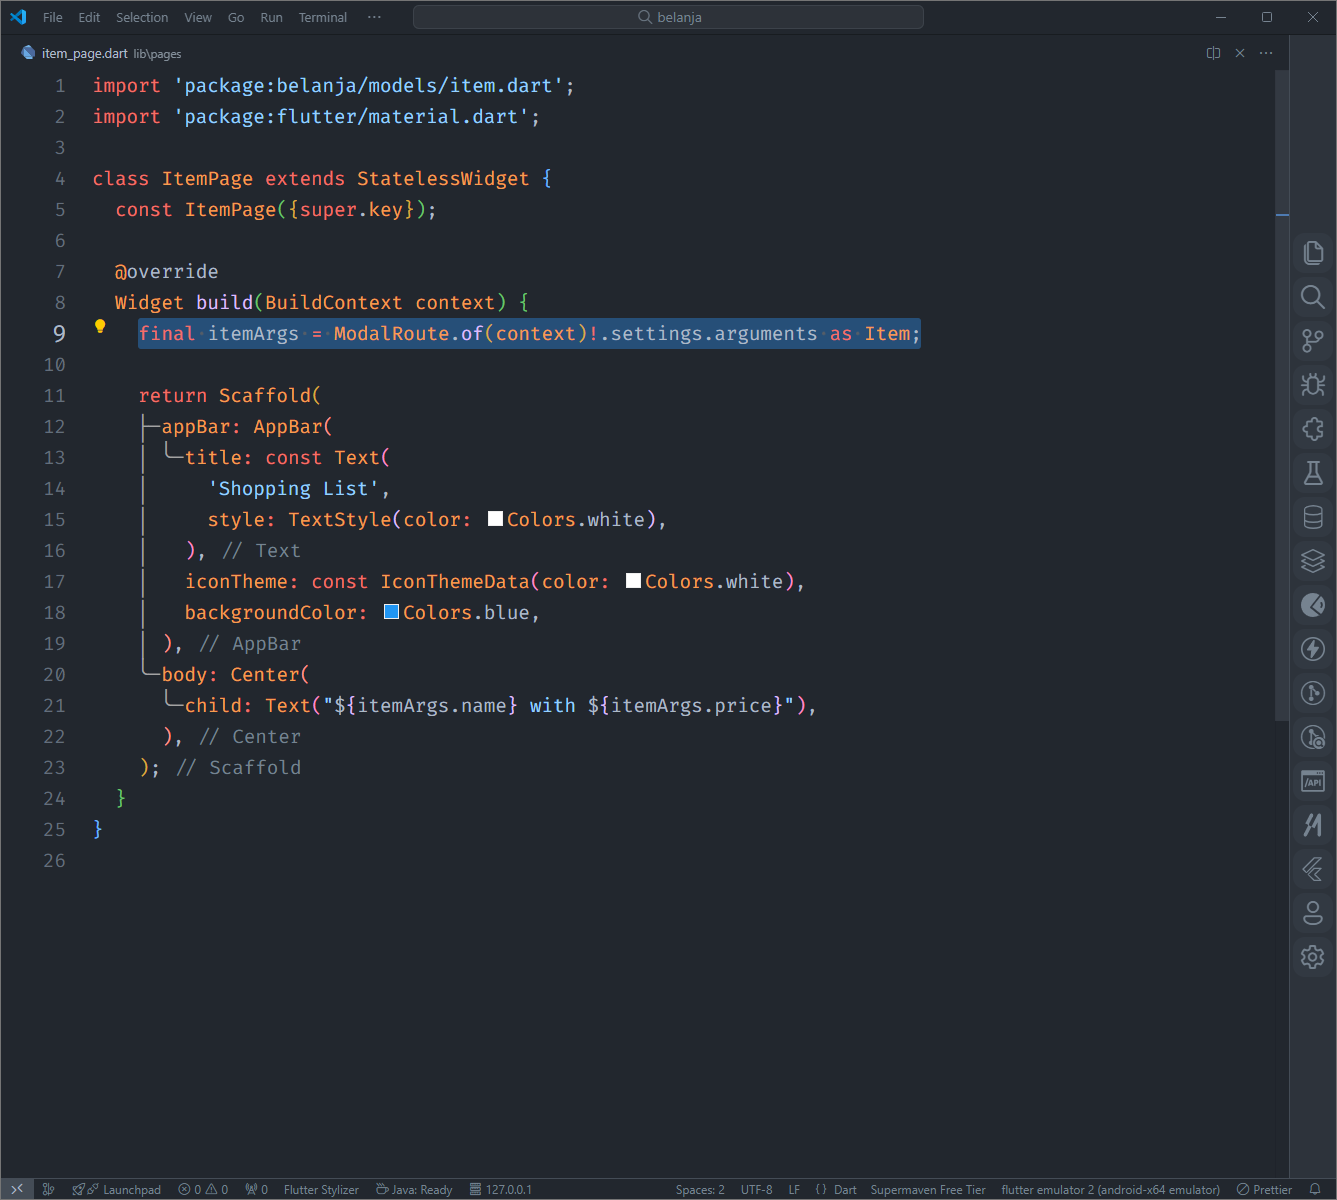 File Edit Selection View Go Run Terminal ··· belanja
item_page.dart lib\pages
1 import 'package:belanja/models/item.dart';
2 import 'package:flutter/material.dart';
3
4 class ItemPage extends StatelessWidget {
5 const ItemPage({super.key});
6
7 @override
8 Widget build(BuildContext context) {
9 final itemArgs = ModalRoute.of(context)!.settings.arguments as Item;
10
11 return Scaffold(
12 appBar: AppBar(
13 title: const Text(
14 'Shopping List',
15 style: TextStyle(color: Colors.white),
16 ), // Text
17 iconTheme: const IconThemeData(color: Colors.white),
18 backgroundColor: Colors.blue,
19 ), // AppBar
20 body: Center(
21 child: Text("${itemArgs.name} with ${itemArgs.price}"),
22 ), // Center
23 ); // Scaffold
24 }
25 }
26
/API
Launchpad 0 0 0 Flutter Stylizer Java: Ready 127.0.0.1 Spaces: 2 UTF-8 LF {} Dart Supermaven Free Tier flutter emulator 2 (android-x64 emulator) Prettier